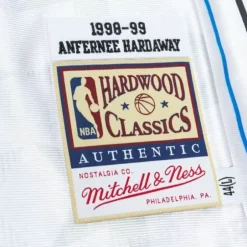 1998-99
ANFERNEE HARDAWAY
NBA
HARDWOOD
CLASSICS
AUTHENTIC
NOSTALGIA CO.
Mitchell & Ness
PHILADELPHIA, PA.